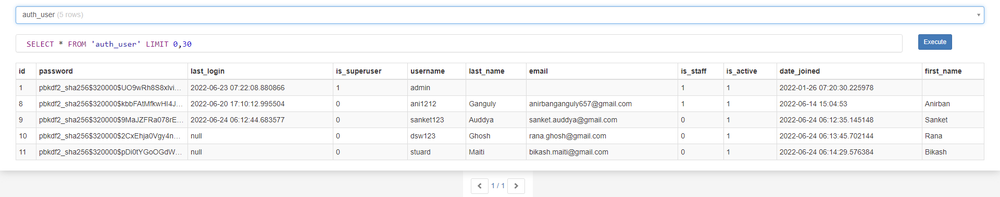 auth_user (5 rows)
SELECT * FROM 'auth_user' LIMIT 0,30
Execute
id password last_login is_superuser username last_name email is_staff is_active date_joined first_name
1 pbkdf2_sha256$320000$UO9wRh8S8xlvi... 2022-06-23 07:22:08.880866 1 admin 1 1 2022-01-26 07:20:30.225978
8 pbkdf2_sha256$320000$kbbFAtMfkwHI4J... 2022-06-20 17:10:12.995504 0 ani1212 Ganguly anirbanganguly657@gmail.com 1 1 2022-06-14 15:04:53 Anirban
9 pbkdf2_sha256$320000$9MaJZFRa078rE... 2022-06-24 06:12:44.683577 0 sanket123 Auddya sanket.auddya@gmail.com 0 1 2022-06-24 06:12:35.145148 Sanket
10 pbkdf2_sha256$320000$2CxEhja0Vgy4n... null 0 dsw123 Ghosh rana.ghosh@gmail.com 0 1 2022-06-24 06:13:45.702144 Rana
11 pbkdf2_sha256$320000$pDi0tYGoOGdW... null 0 stuard Maiti bikash.maiti@gmail.com 0 1 2022-06-24 06:14:29.576384 Bikash
1 / 1